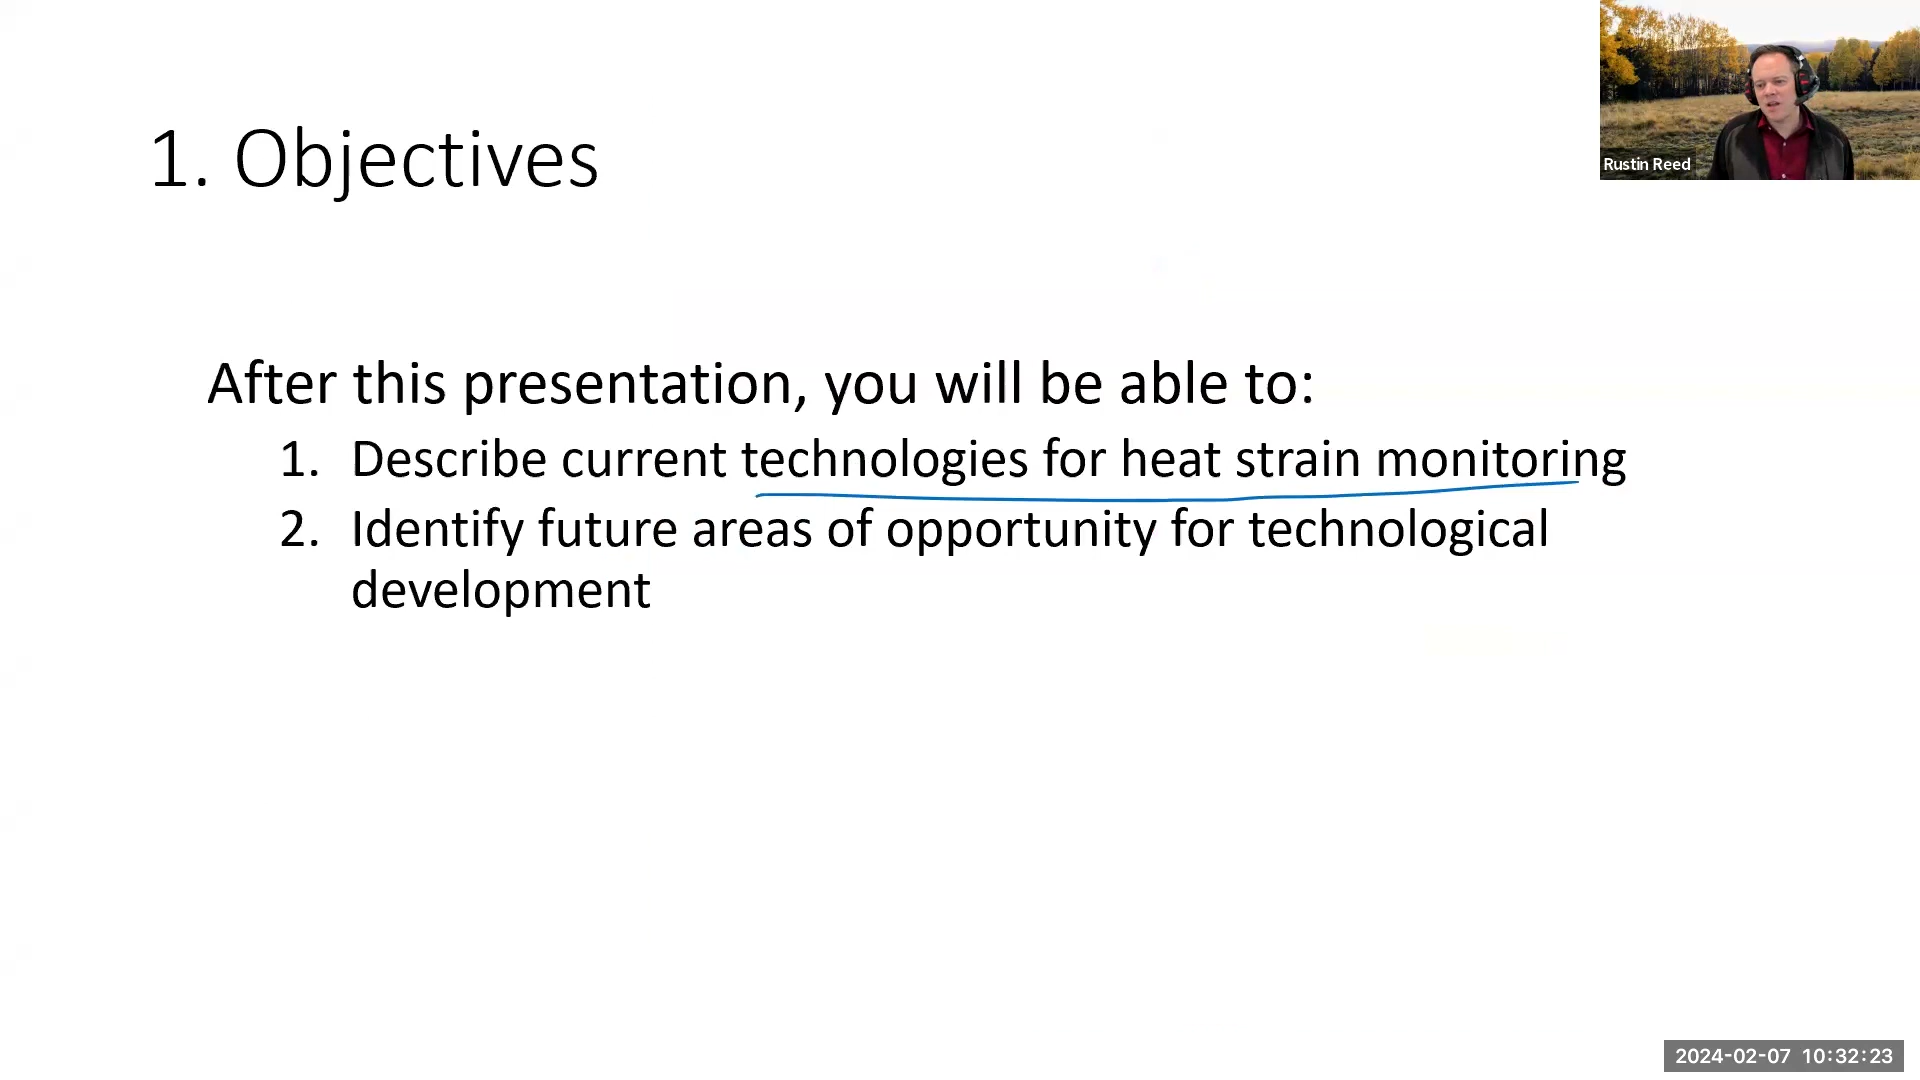 Rustin Reed
1. Objectives
After this presentation, you will be able to:
1. Describe current technologies for heat strain monitoring
2. Identify future areas of opportunity for technological
development
2024-02-07 10:32:23